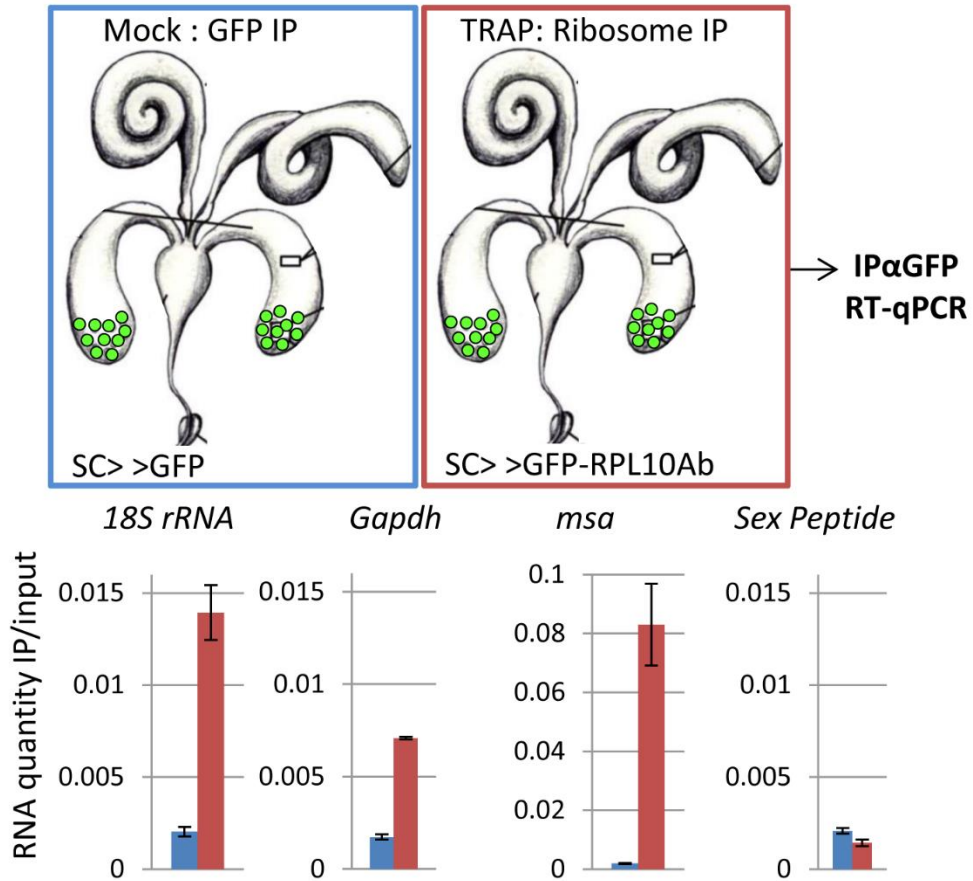 Mock : GFP IP
TRAP: Ribosome IP
SC> >GFP
SC> >GFP-RPL10Ab
IPαGFP
RT-qPCR
18S rRNA
Gapdh
msa
Sex Peptide
RNA quantity IP/input
0.015
0.01
0.005
0
0.015
0.01
0.005
0
0.1
0.08
0.06
0.04
0.02
0
0.015
0.01
0.005
0